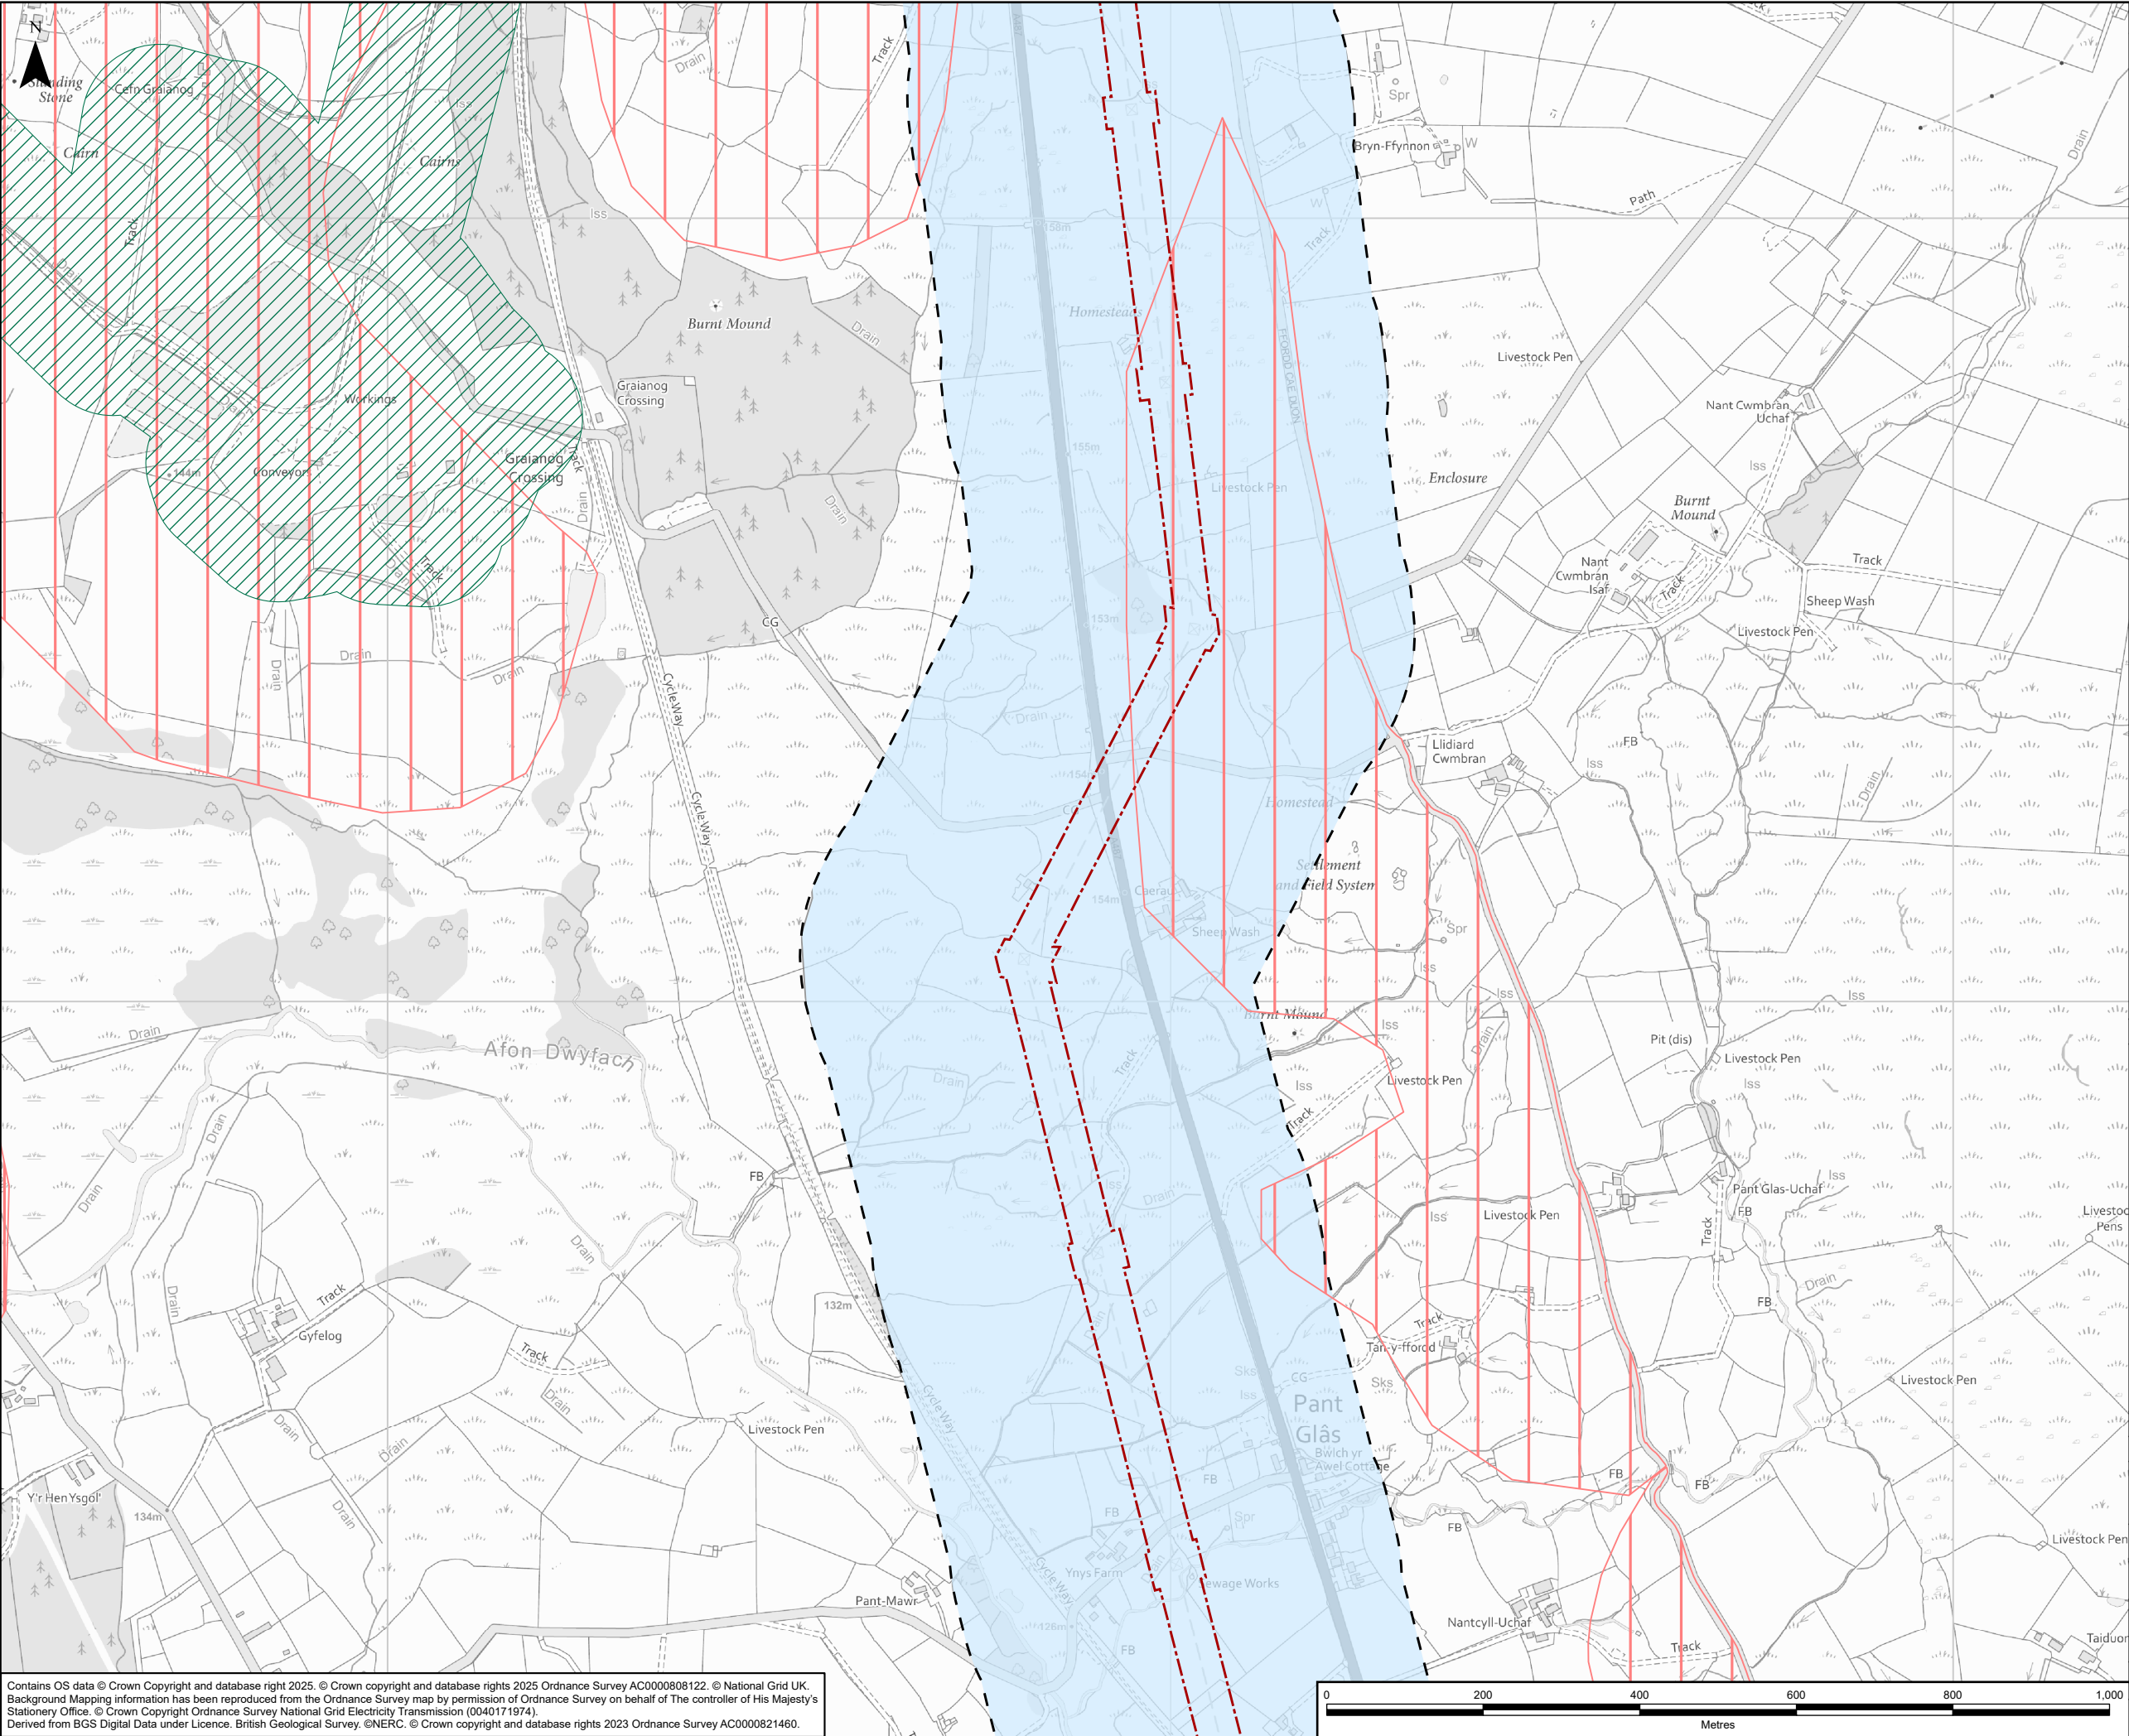 N
Standing
Stone
Cefn Graianog
Cairn
Cairns
Iss
Track
Drain
Drain
Track
Iss
Burnt Mound
Drain
Graianog
Crossing
Workings
Drain
144m
Conveyor
Graianog
Crossing
Track
Drain
Drain
Track
CG
Drain
Drain
Drain
Cycle Way
Cycle Way
158m
Homesteads
FFORDD CAE DUON
155m
Livestock Pen
153m
Drain
154m
CG
Homestead
Caerau
154m
Sheep Wash
Track
W
Spr
Bryn-Ffynnon
W
Path
Drain
Livestock Pen
Nant Cwmbran
Uchaf
Enclosure
Iss
Burnt
Mound
Nant
Cwmbran
Isaf
Track
Track
Sheep Wash
Livestock Pen
FB
Llidiard
Cwmbran
Iss
Drain
Settlement
and Field System
Spr
Iss
Iss
Iss
Burnt Mound
Iss
Drain
Pit (dis)
Livestock Pen
Livestock Pen
Iss
Iss
Track
Drain
Afon Dwyfach
Drain
Track
Drain
Drain
FB
Iss
Drain
Iss
Livestock Pen
Pant Glas-Uchaf
Iss
FB
Track
Livestoc
Pens
Drain
Drain
Track
Gyfelog
132m
Drain
Track
Tan-y-ffordd
Drain
FB
Track
Drain
Sks
Iss
CG
Sks
Pant
Glâs
Bwlch yr
Awel Cottage
Livestock Pen
Cycle Way
Livestock Pen
Drain
Drain
Y'r Hen Ysgol
134m
Drain
FB
FB
Spr
FB
FB
FB
Livestock Pen
Ynys Farm
Cycle Way
Sewage Works
Pant-Mawr
126m
FB
Nantcyll-Uchaf
Track
Taiduon
Contains OS data © Crown Copyright and database right 2025. © Crown copyright and database rights 2025 Ordnance Survey AC0000808122. © National Grid UK.
Background Mapping information has been reproduced from the Ordnance Survey map by permission of Ordnance Survey on behalf of The controller of His Majesty's
Stationery Office. © Crown Copyright Ordnance Survey National Grid Electricity Transmission (0040171974).
Derived from BGS Digital Data under Licence. British Geological Survey. ©NERC. © Crown copyright and database rights 2023 Ordnance Survey AC0000821460.
0 200 400 600 800 1,000
Metres